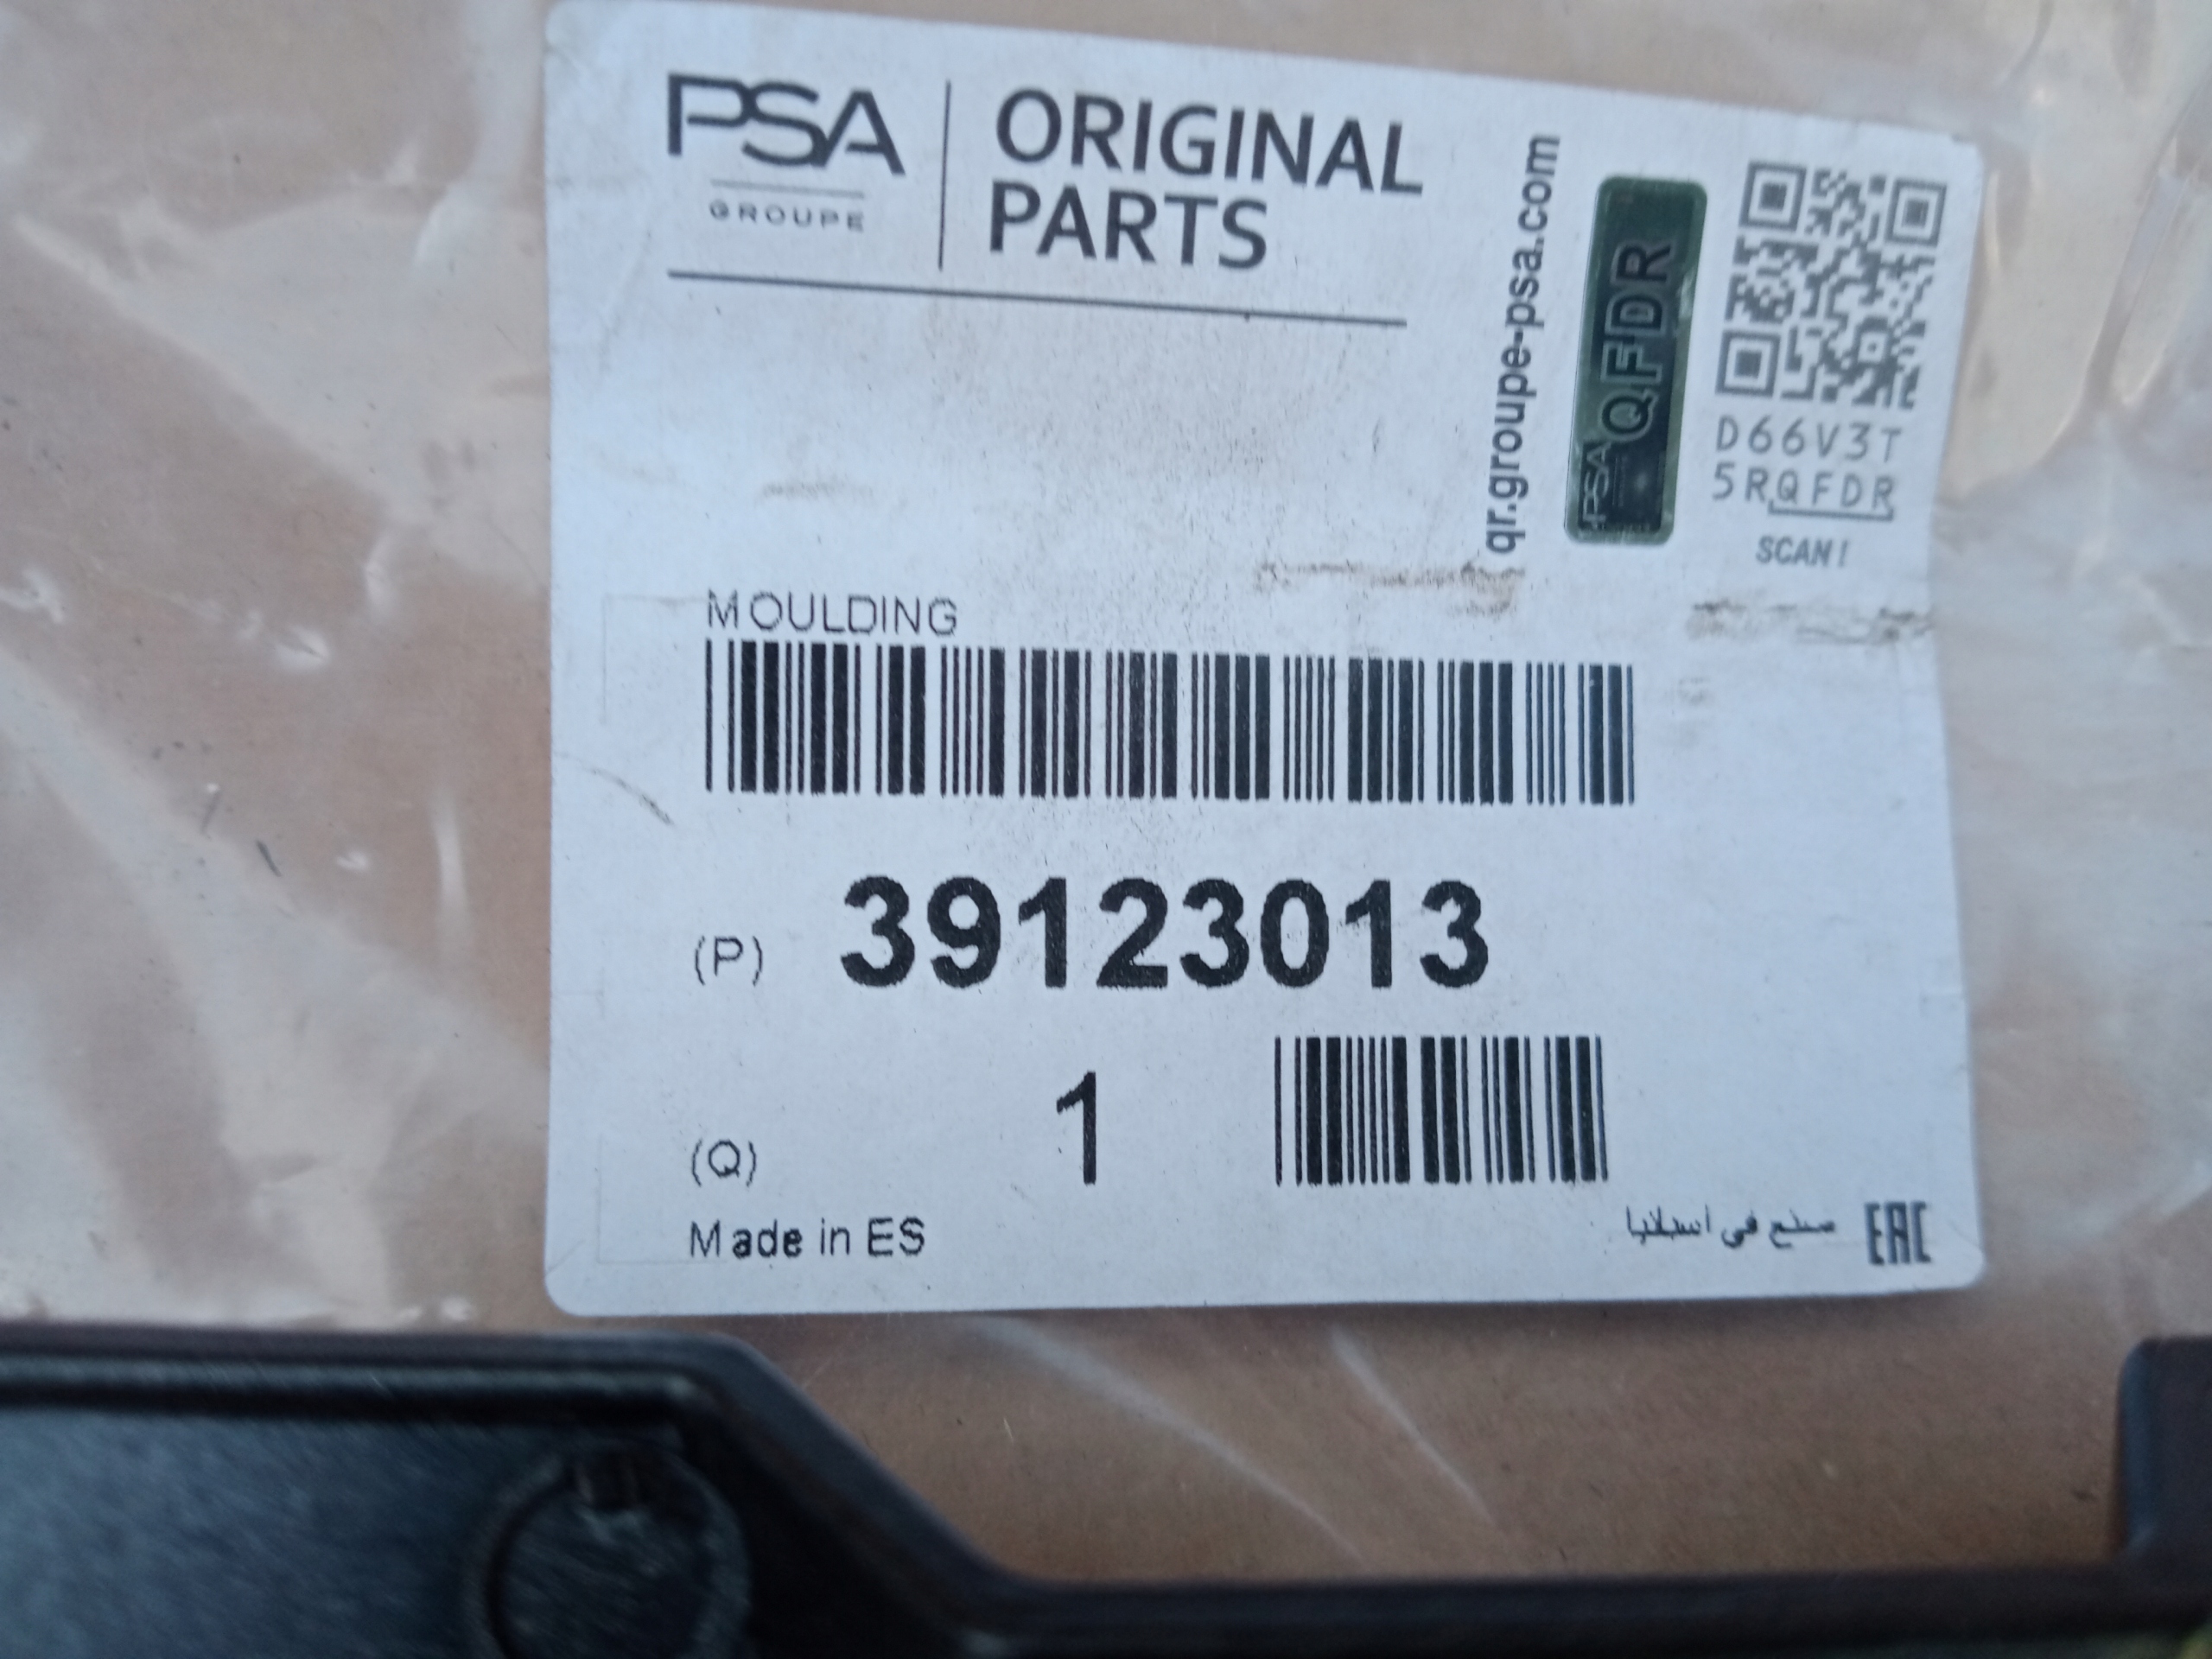 PSA
GROUPE
ORIGINAL
PARTS
qr.groupe-psa.com
PSA QFDR
D66V3T
5RQFDR
SCAN!
MOULDING
(P) 39123013
(Q) 1
Made in ES
صنع في اسبانيا
EAC